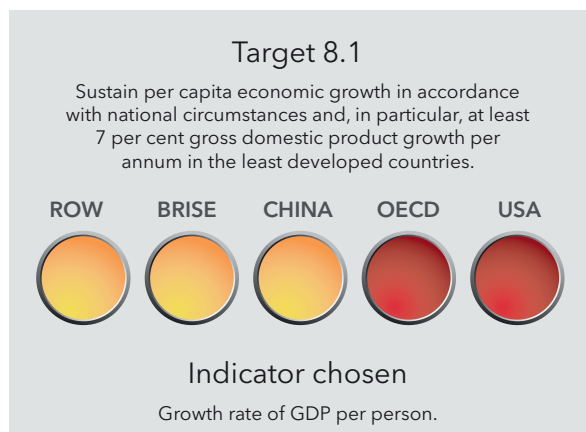 Target 8.1
Sustain per capita economic growth in accordance
with national circumstances and, in particular, at least
7 per cent gross domestic product growth per
annum in the least developed countries.
ROW BRISE CHINA OECD USA
Indicator chosen
Growth rate of GDP per person.